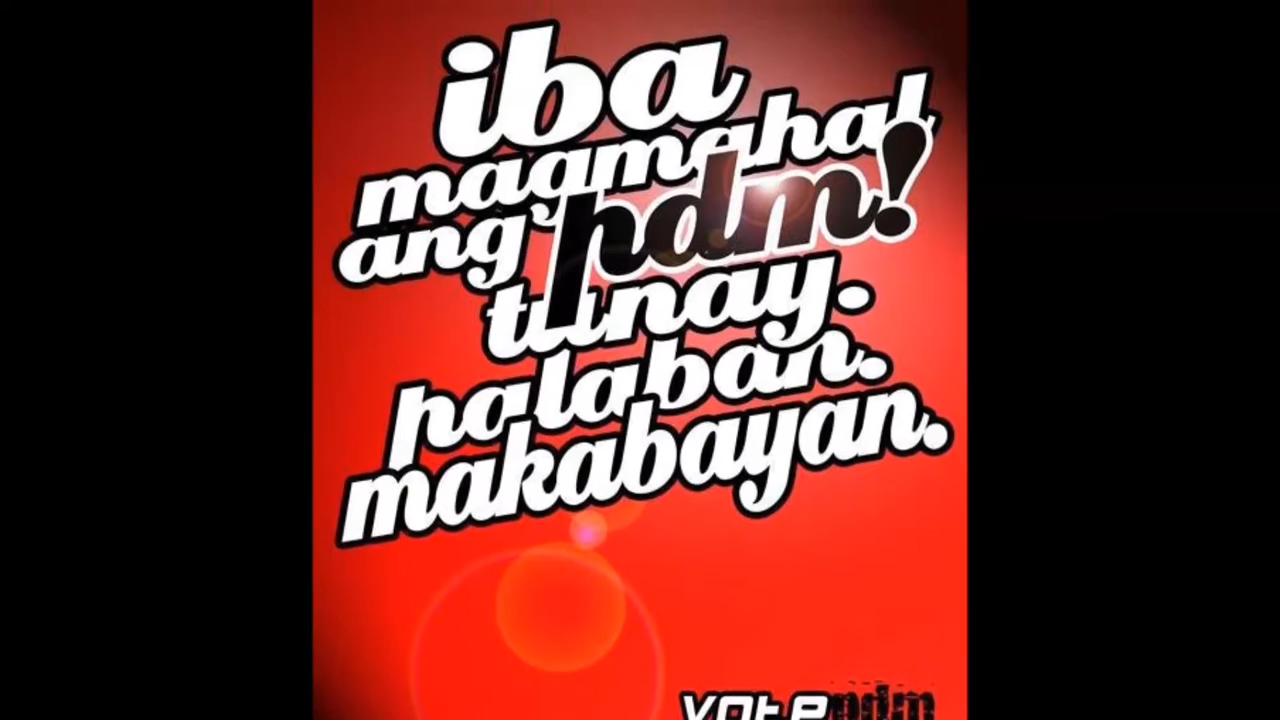 iba
magmahal
ang pdm!
tunay.
palaban.
makabayan.
vote pdm